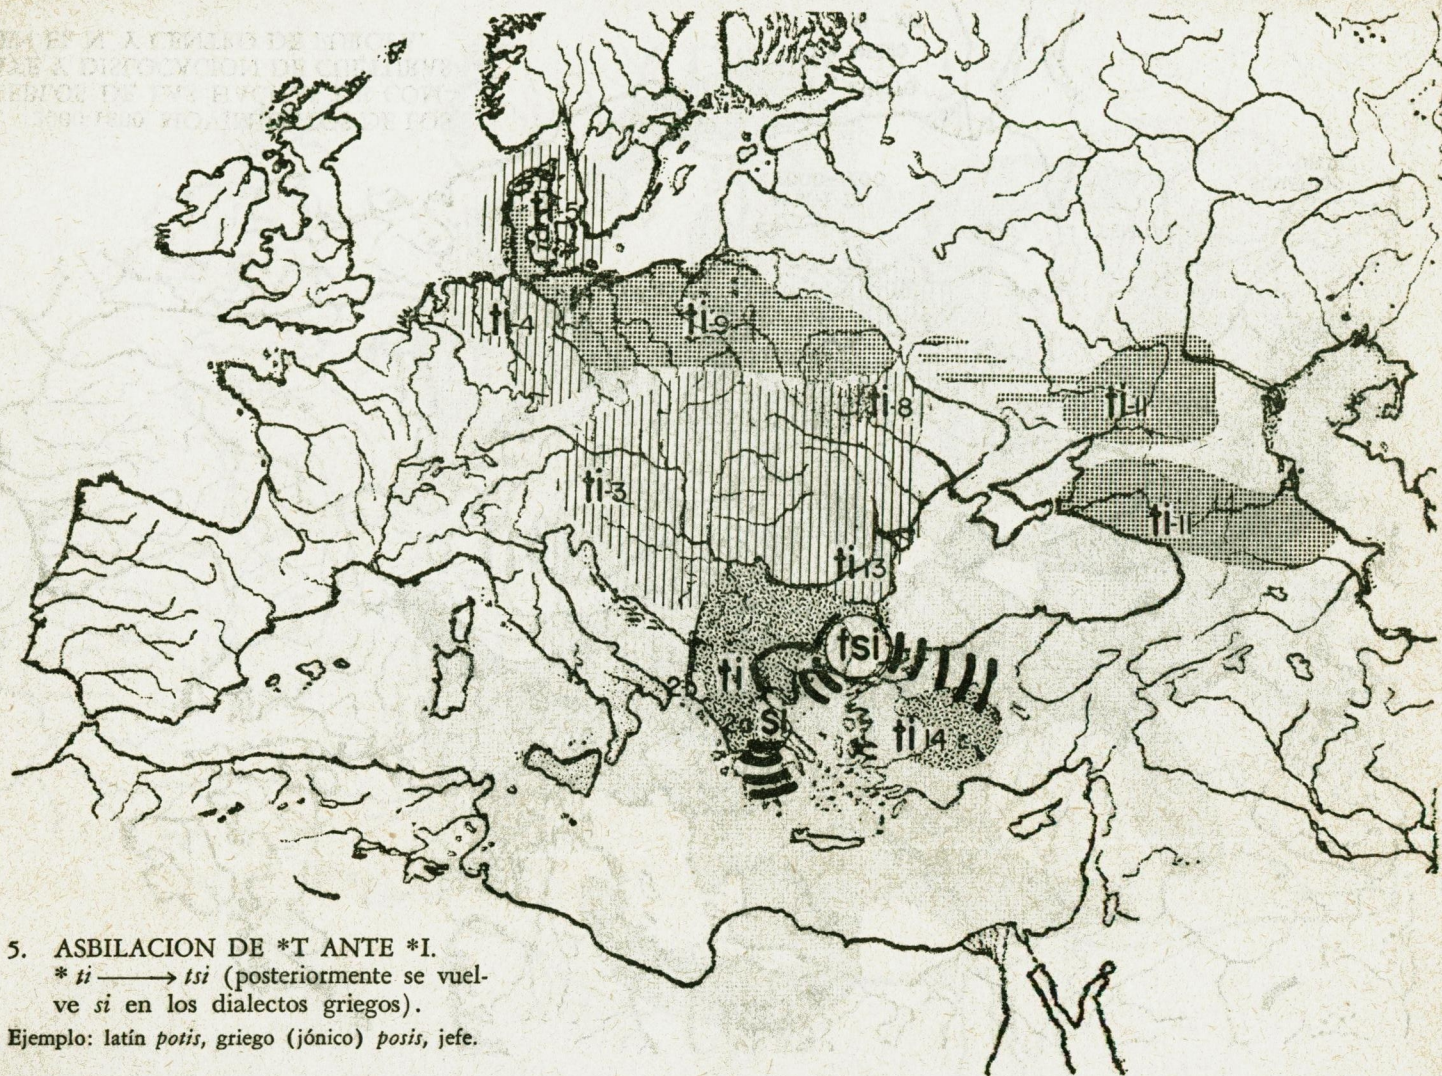 ti-5
ti-4
ti-9
ti-8
ti-11
ti-3
ti-11
ti 13
tsi
ti
25
si
ti 14
5. ASBILACION DE *T ANTE *I.
* ti ⟶ tsi (posteriormente se vuel-
ve si en los dialectos griegos).
Ejemplo: latín potis, griego (jónico) posis, jefe.